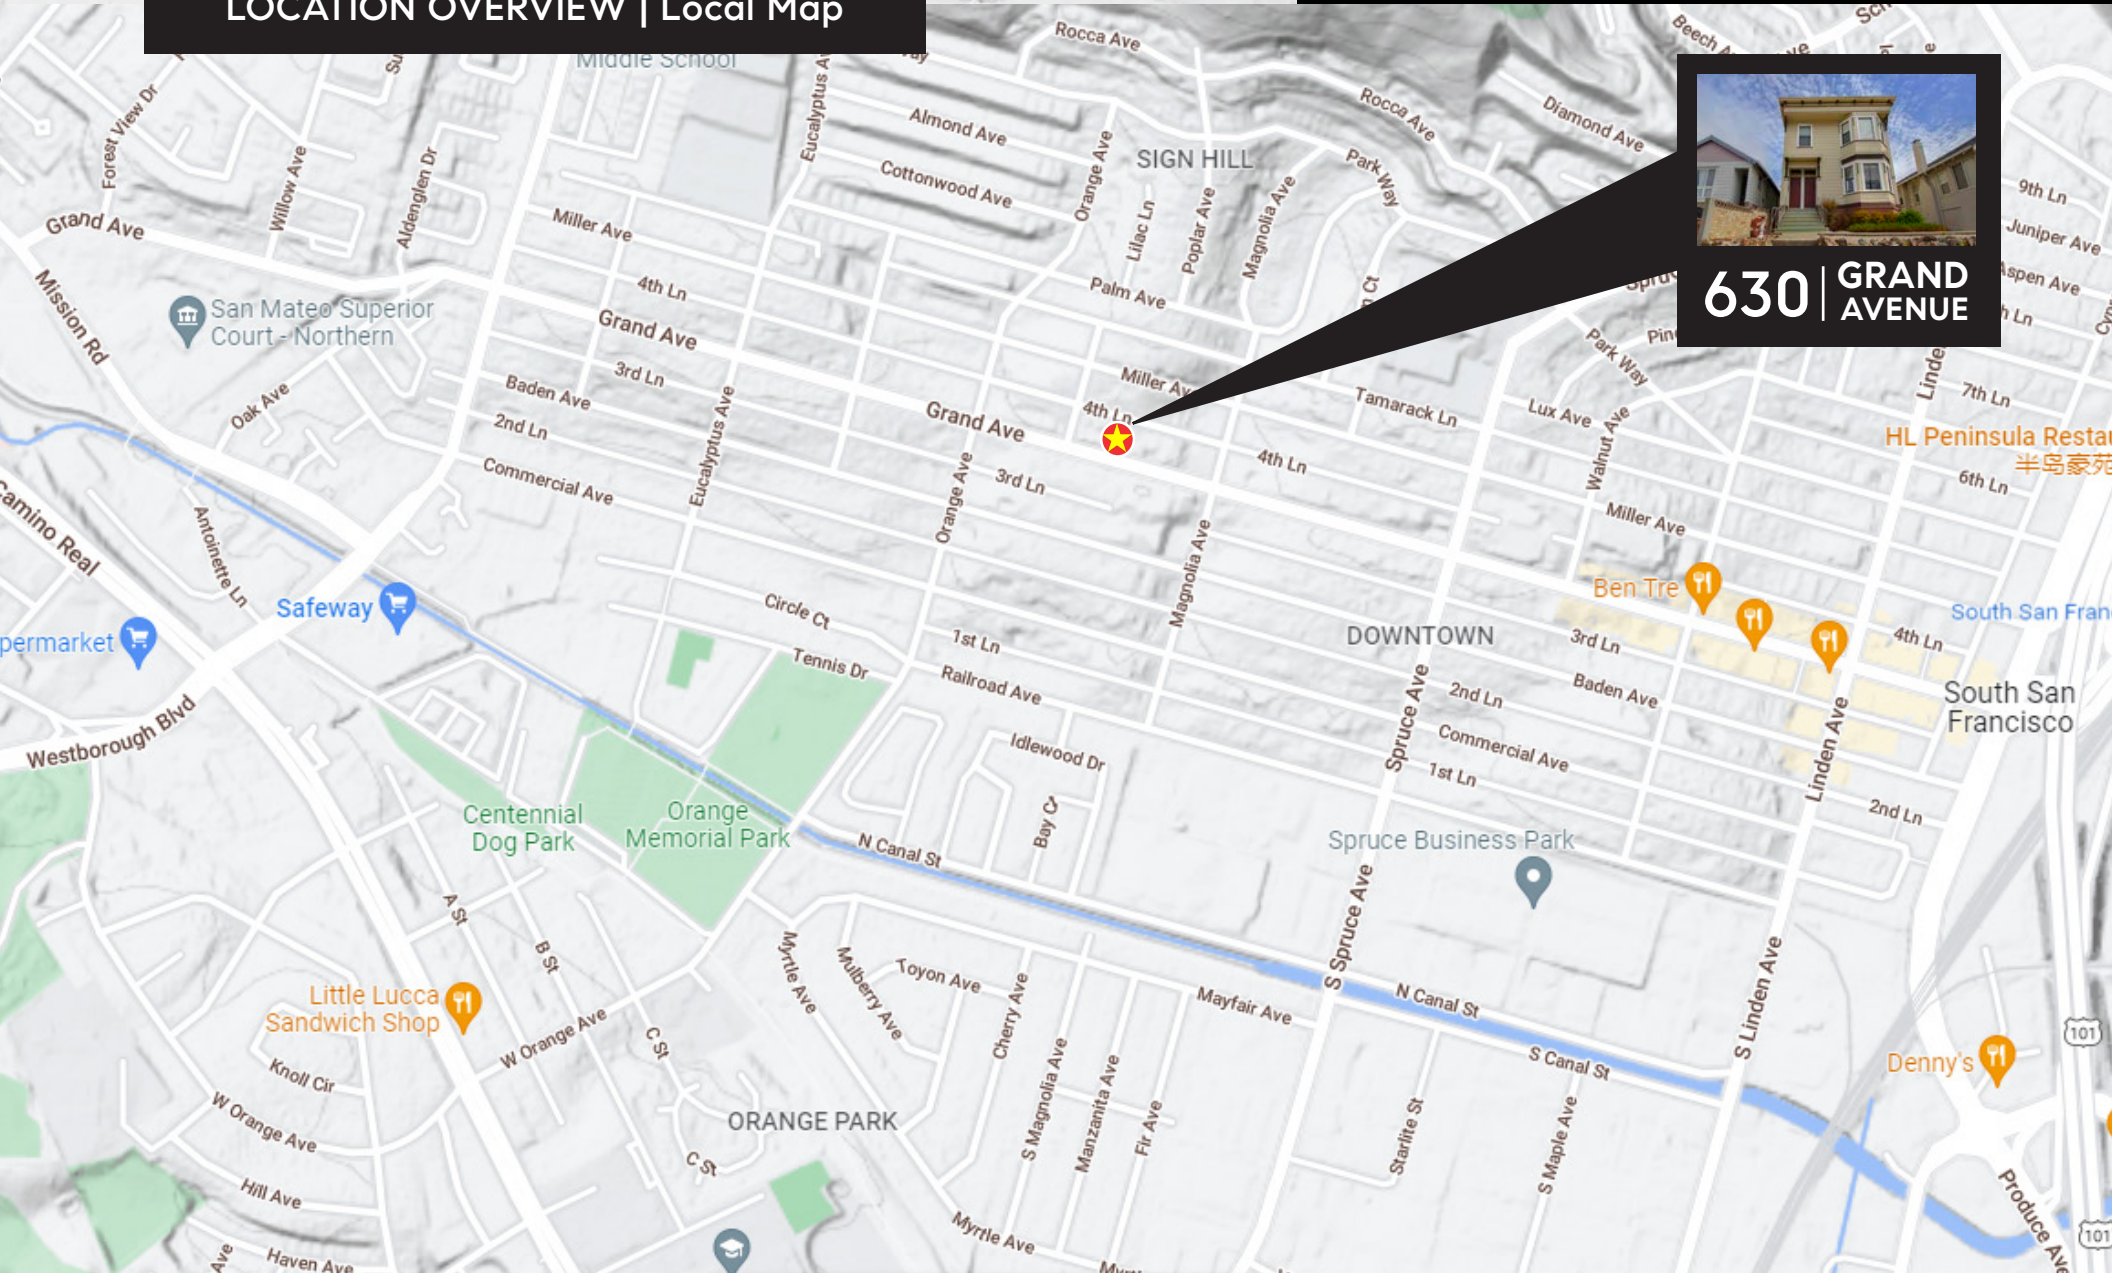 LOCATION OVERVIEW | Local Map
Middle School
Rocca Ave
Rocca Ave
Diamond Ave
Forest View Dr
Willow Ave
Aldenglen Dr
Eucalyptus Av
Almond Ave
Cottonwood Ave
Orange Ave
SIGN HILL
Lilac Ln
Poplar Ave
Magnolia Ave
Park Way
9th Ln
Juniper Ave
Aspen Ave
630 | GRAND
AVENUE
Grand Ave
Mission Rd
Miller Ave
4th Ln
Grand Ave
3rd Ln
Palm Ave
San Mateo Superior
Court - Northern
Oak Ave
Baden Ave
2nd Ln
Commercial Ave
Eucalyptus Ave
Grand Ave
Orange Ave
3rd Ln
Miller Av
4th Ln
4th Ln
Tamarack Ln
Lux Ave
Park Way
Walnut Ave
7th Ln
HL Peninsula Restau
半岛豪苑
6th Ln
Miller Ave
Camino Real
Antoinette Ln
Safeway
permarket
Westborough Blvd
Circle Ct
Tennis Dr
1st Ln
Railroad Ave
Magnolia Ave
DOWNTOWN
Ben Tre
3rd Ln
Baden Ave
South San Fran
4th Ln
South San
Francisco
Spruce Ave
2nd Ln
Commercial Ave
1st Ln
Linden Ave
2nd Ln
Idlewood Dr
Bay Ct
Centennial
Dog Park
Orange
Memorial Park
N Canal St
Spruce Business Park
S Spruce Ave
A St
B St
C St
C St
Little Lucca
Sandwich Shop
W Orange Ave
Knoll Cir
W Orange Ave
Hill Ave
Haven Ave
Myrtle Ave
Mulberry Ave
Toyon Ave
Cherry Ave
Mayfair Ave
N Canal St
S Canal St
S Linden Ave
Denny's
101
ORANGE PARK
S Magnolia Ave
Manzanita Ave
Fir Ave
Starlite St
S Maple Ave
Myrtle Ave
Produce Ave
101